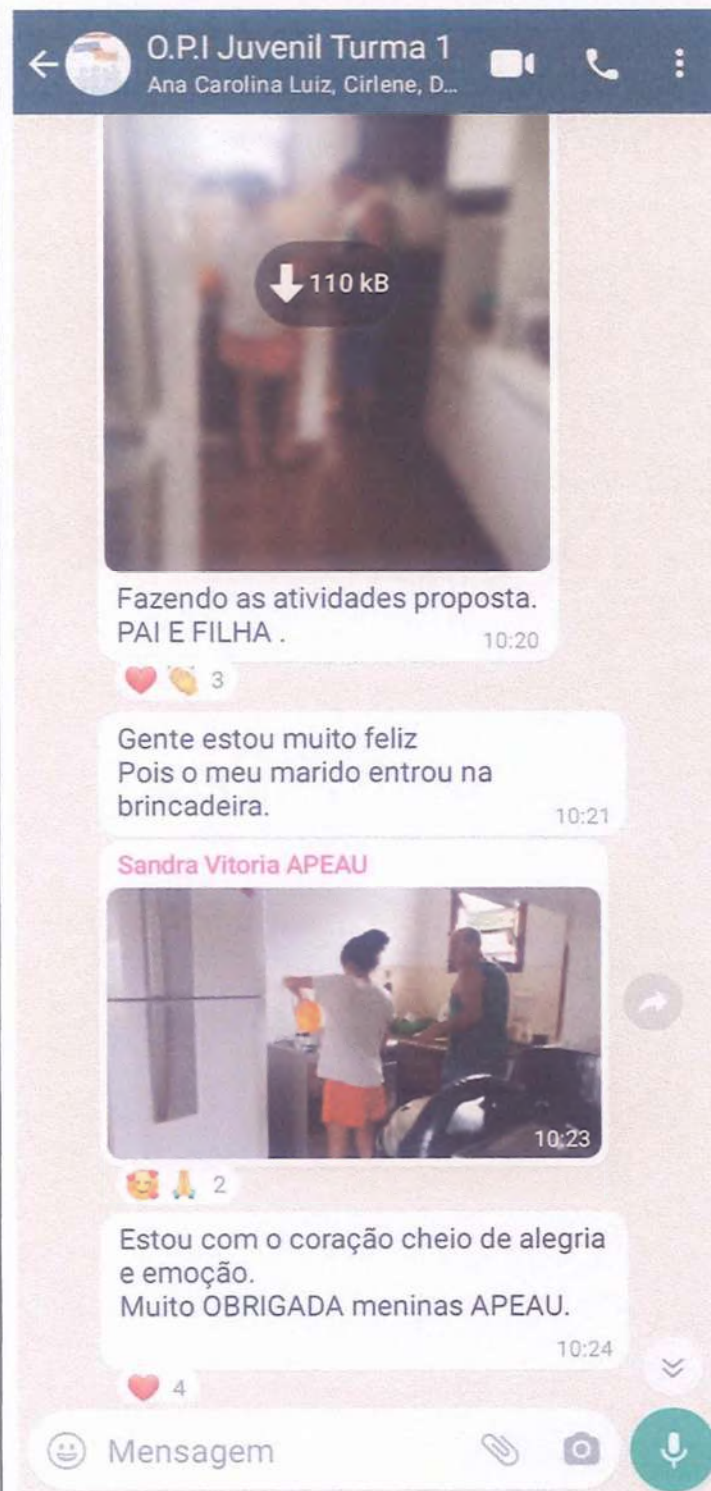 O.P.I Juvenil Turma 1
Ana Carolina Luiz, Cirlene, D...
110 kB
Fazendo as atividades proposta.
PAI E FILHA .
10:20
3
Gente estou muito feliz
Pois o meu marido entrou na
brincadeira.
10:21
Sandra Vitoria APEAU
10:23
2
Estou com o coração cheio de alegria
e emoção.
Muito OBRIGADA meninas APEAU.
10:24
4
Mensagem